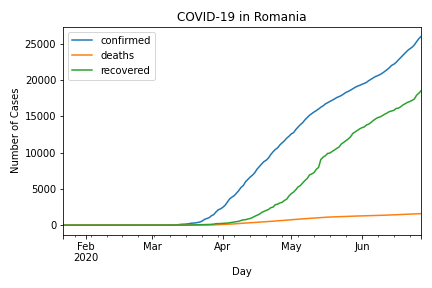 COVID-19 in Romania
confirmed
deaths
recovered
Number of Cases
25000
20000
15000
10000
5000
0
Feb Mar Apr May Jun
2020
Day